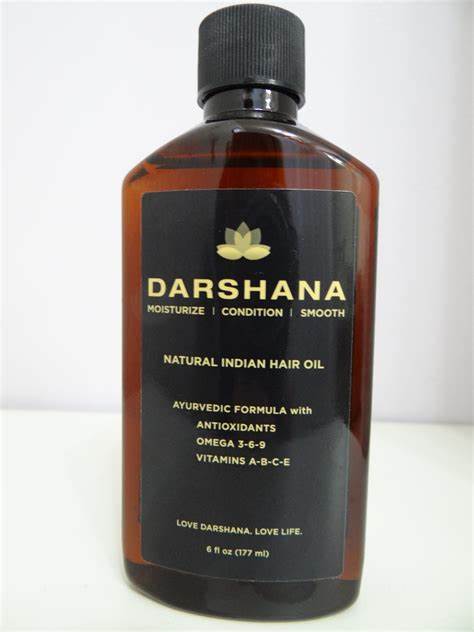 DARSHANA
MOISTURIZE | CONDITION | SMOOTH
NATURAL INDIAN HAIR OIL
AYURVEDIC FORMULA with
ANTIOXIDANTS
OMEGA 3-6-9
VITAMINS A-B-C-E
LOVE DARSHANA. LOVE LIFE.
6 fl oz (177 ml)